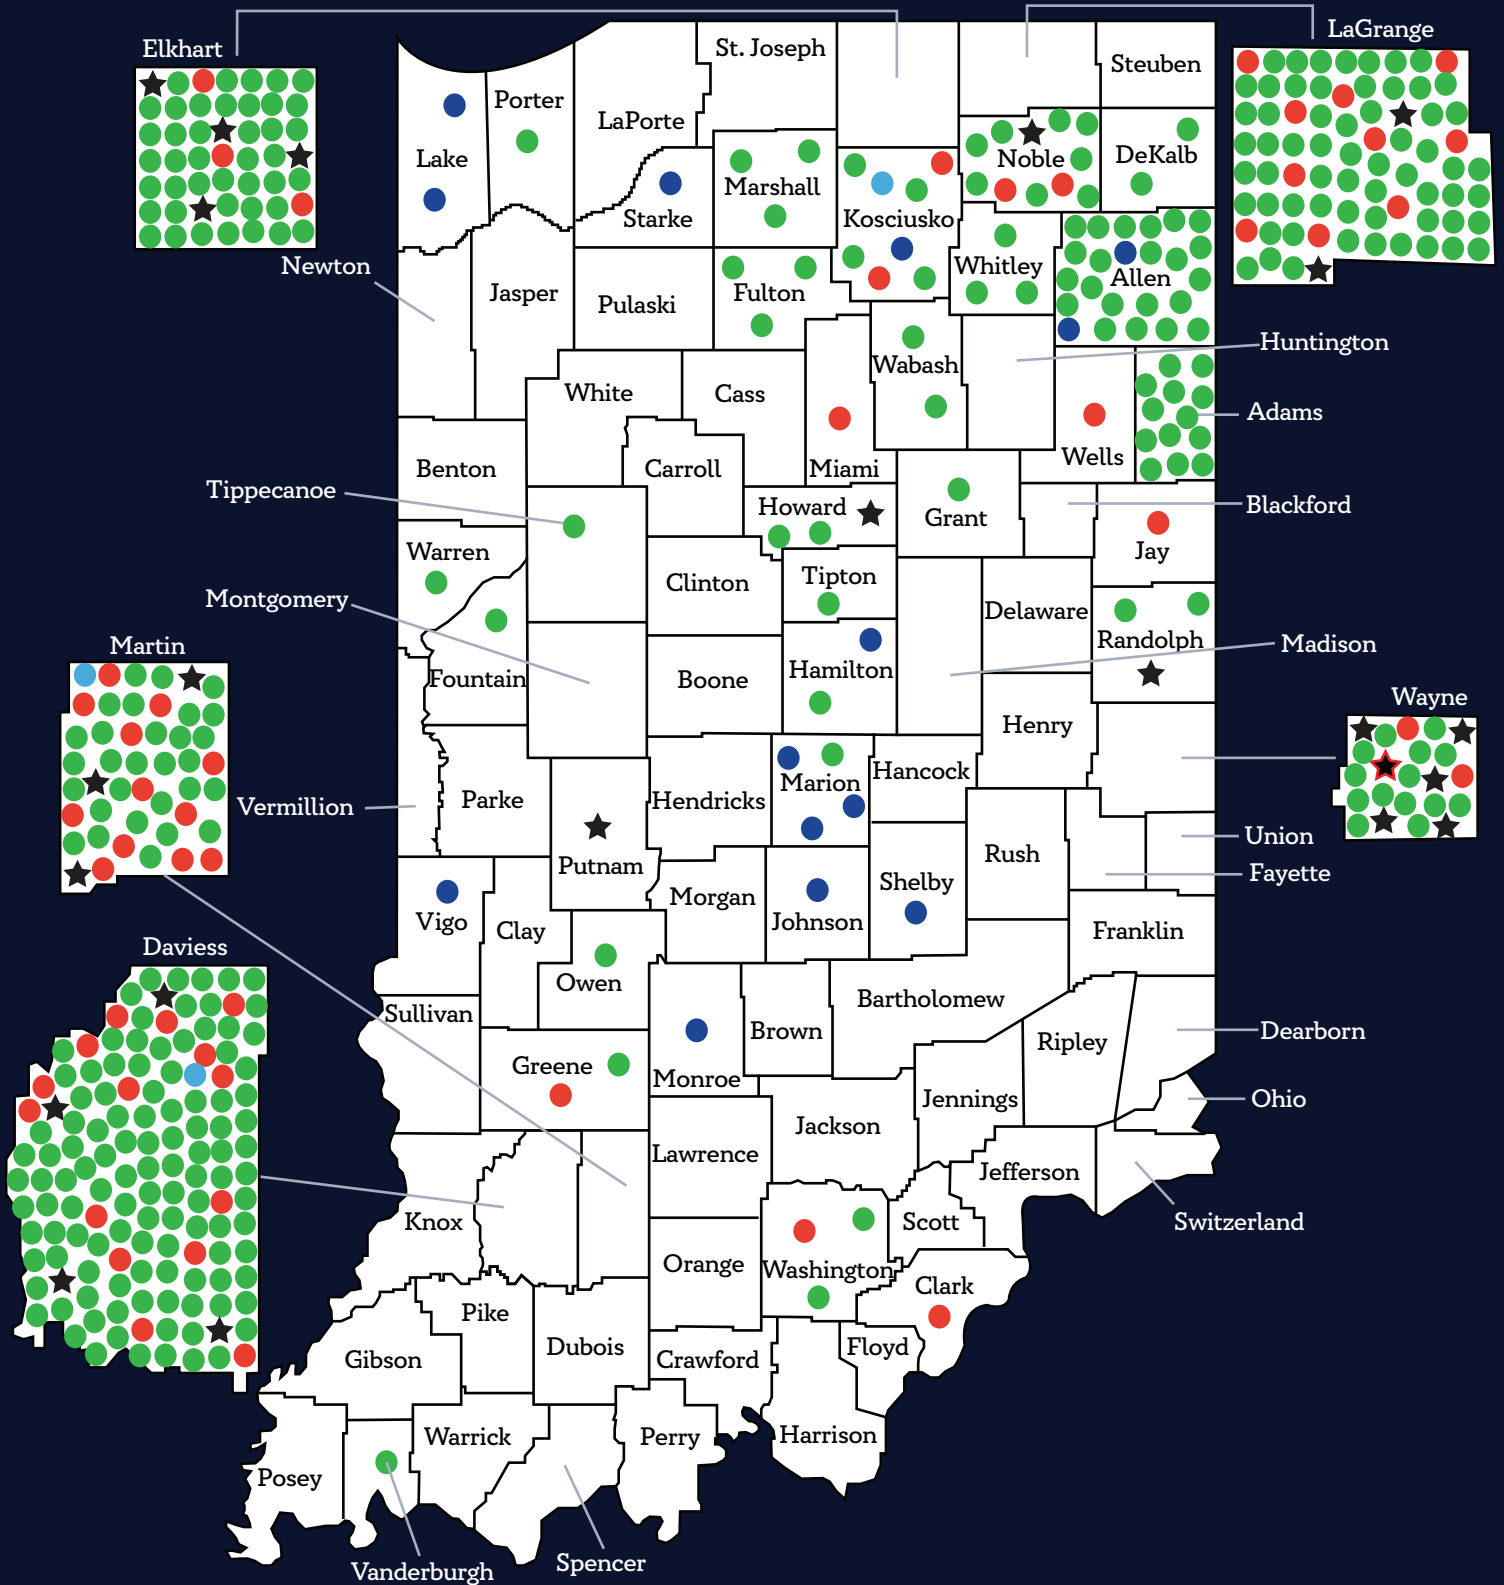 Elkhart
LaGrange
St. Joseph
Steuben
Porter
LaPorte
Lake
Noble
DeKalb
Marshall
Starke
Kosciusko
Newton
Whitley
Allen
Jasper
Fulton
Pulaski
Huntington
Wabash
White
Cass
Adams
Benton
Carroll
Miami
Wells
Tippecanoe
Howard
Grant
Blackford
Warren
Jay
Tipton
Clinton
Montgomery
Delaware
Randolph
Martin
Madison
Hamilton
Fountain
Boone
Wayne
Henry
Marion
Hancock
Parke
Hendricks
Vermillion
Union
Rush
Putnam
Fayette
Shelby
Morgan
Vigo
Johnson
Clay
Franklin
Daviess
Owen
Bartholomew
Sullivan
Brown
Dearborn
Ripley
Greene
Monroe
Jennings
Ohio
Jackson
Lawrence
Jefferson
Knox
Scott
Switzerland
Orange
Washington
Clark
Pike
Dubois
Floyd
Gibson
Crawford
Warrick
Perry
Harrison
Posey
Spencer
Vanderburgh